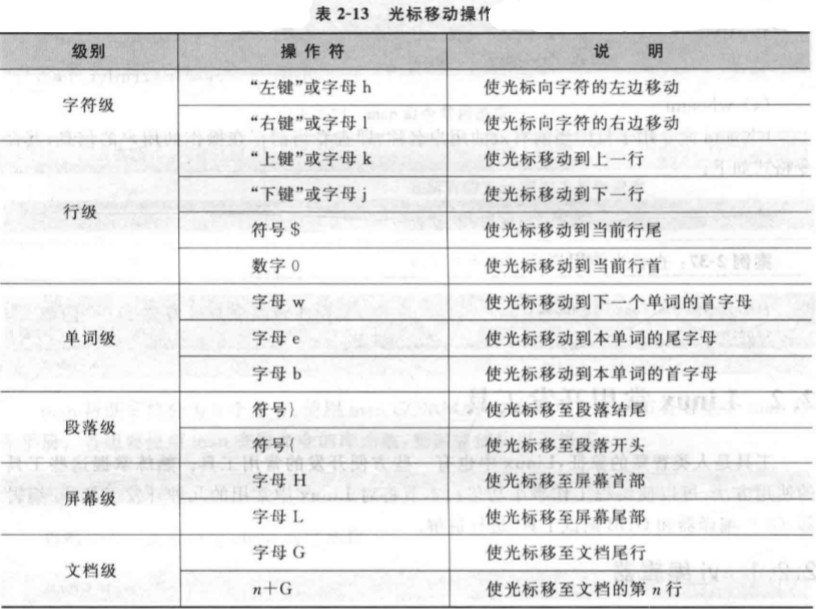 表 2-13 光标移动操作
级别 操作符 说 明
字符级 “左键”或字母 h 使光标向字符的左边移动
“右键”或字母 l 使光标向字符的右边移动
行级 “上键”或字母 k 使光标移动到上一行
“下键”或字母 j 使光标移动到下一行
符号 $ 使光标移动到当前行尾
数字 0 使光标移动到当前行首
单词级 字母 w 使光标移动到下一个单词的首字母
字母 e 使光标移动到本单词的尾字母
字母 b 使光标移动到本单词的首字母
段落级 符号} 使光标移至段落结尾
符号{ 使光标移至段落开头
屏幕级 字母 H 使光标移至屏幕首部
字母 L 使光标移至屏幕尾部
文档级 字母 G 使光标移至文档尾行
n+G 使光标移至文档的第 n 行